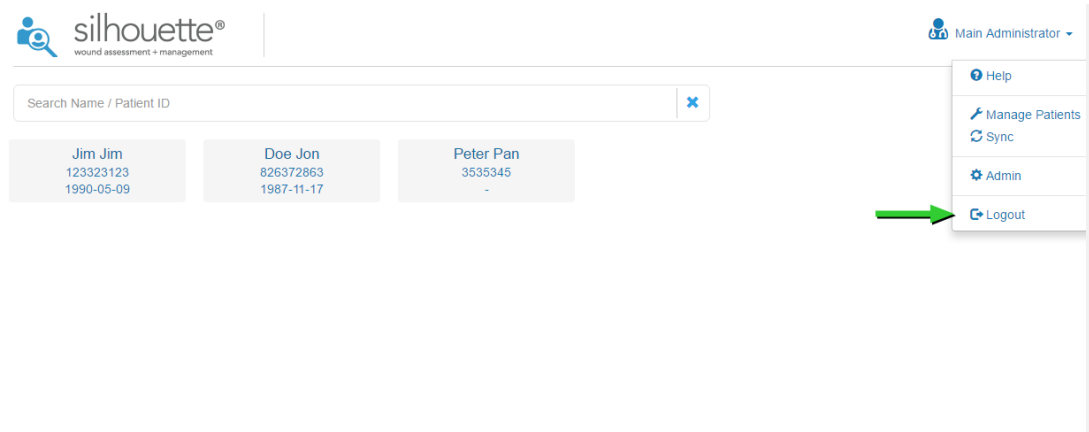 silhouette®
wound assessment + management
Main Administrator
Help
Search Name / Patient ID
Manage Patients
Sync
Jim Jim
123323123
1990-05-09
Doe Jon
826372863
1987-11-17
Peter Pan
3535345
-
Admin
Logout